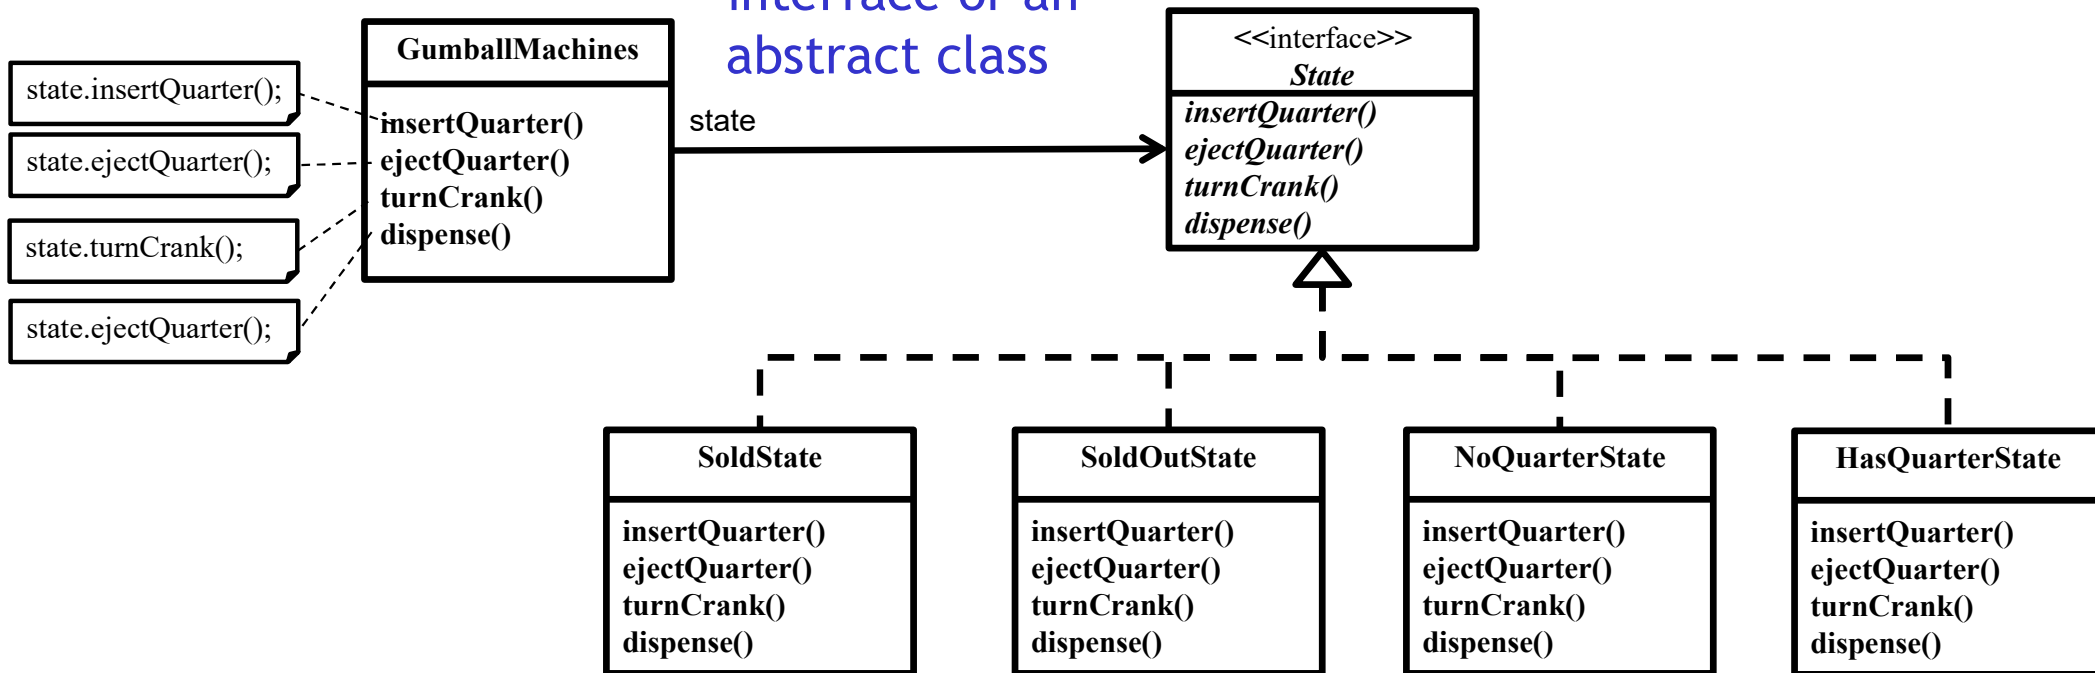 interface or an
abstract class
GumballMachines
insertQuarter()
ejectQuarter()
turnCrank()
dispense()
state.insertQuarter();
state.ejectQuarter();
state.turnCrank();
state.ejectQuarter();
state
<<interface>>
State
insertQuarter()
ejectQuarter()
turnCrank()
dispense()
SoldState
insertQuarter()
ejectQuarter()
turnCrank()
dispense()
SoldOutState
insertQuarter()
ejectQuarter()
turnCrank()
dispense()
NoQuarterState
insertQuarter()
ejectQuarter()
turnCrank()
dispense()
HasQuarterState
insertQuarter()
ejectQuarter()
turnCrank()
dispense()